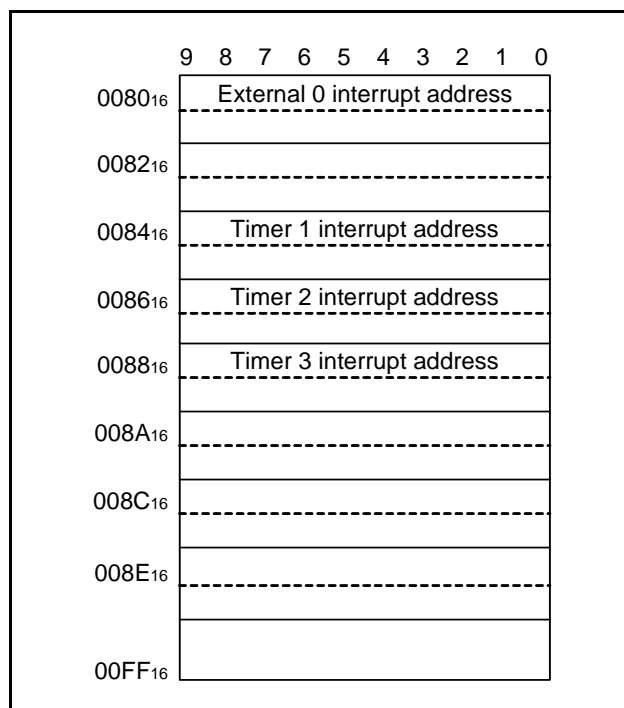 9 8 7 6 5 4 3 2 1 0
0080₁₆ External 0 interrupt address
0082₁₆
0084₁₆ Timer 1 interrupt address
0086₁₆ Timer 2 interrupt address
0088₁₆ Timer 3 interrupt address
008A₁₆
008C₁₆
008E₁₆
00FF₁₆